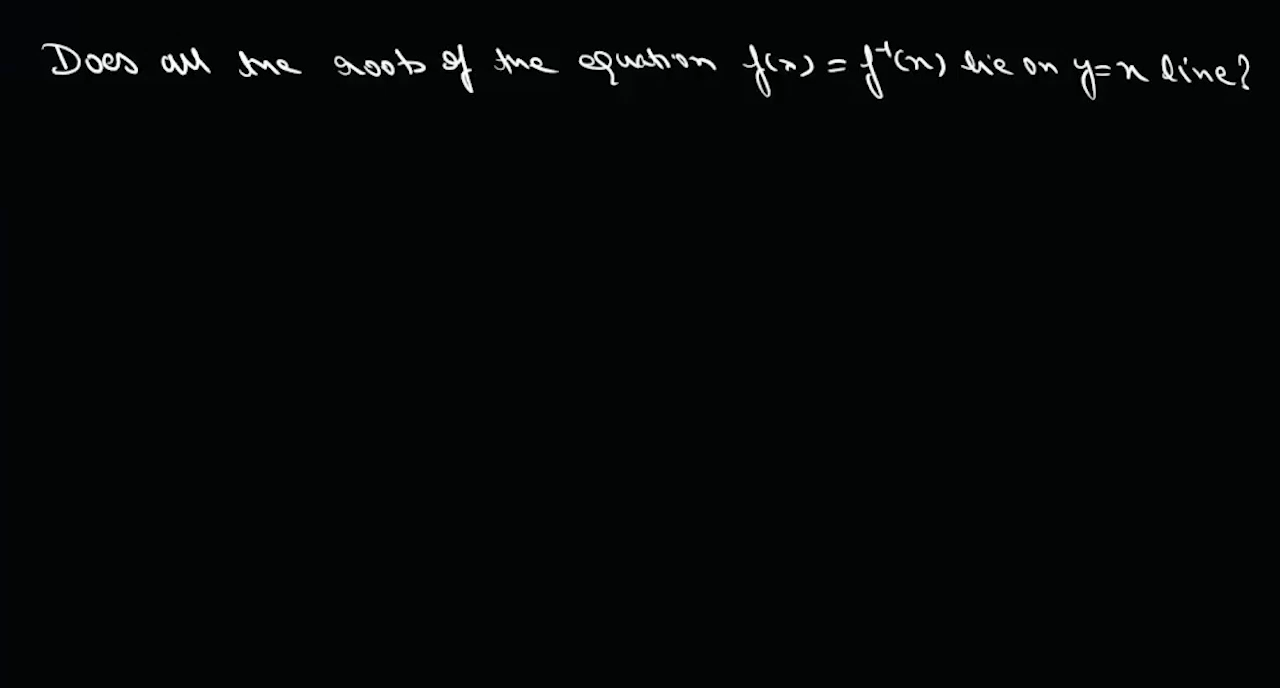 Does all the roots of the equation f(x) = f⁻¹(x) lie on y=x line?